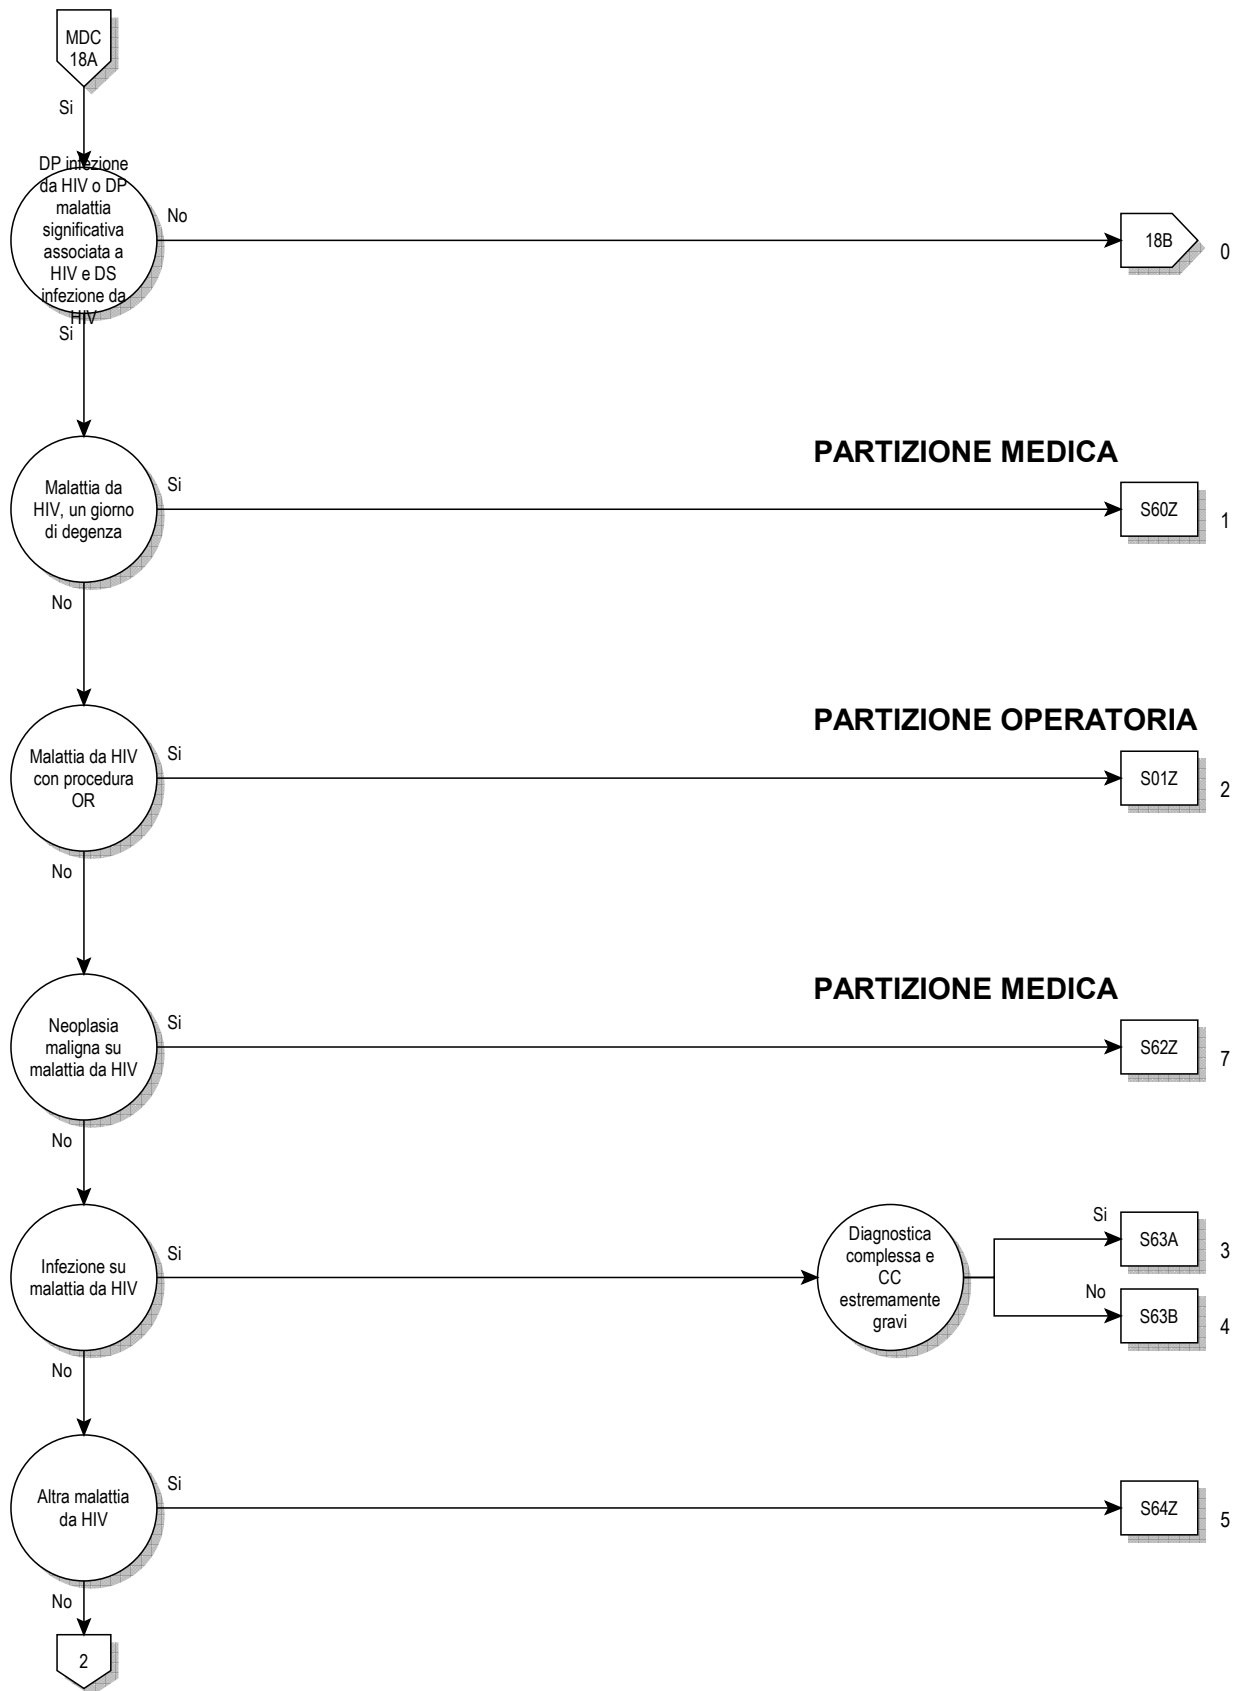 MDC
18A
Si
DP infezione
da HIV o DP
malattia
significativa
associata a
HIV e DS
infezione da
HIV
No
18B
0
Si
PARTIZIONE MEDICA
Malattia da
HIV, un giorno
di degenza
Si
S60Z
1
No
PARTIZIONE OPERATORIA
Malattia da HIV
con procedura
OR
Si
S01Z
2
No
PARTIZIONE MEDICA
Neoplasia
maligna su
malattia da HIV
Si
S62Z
7
No
Infezione su
malattia da HIV
Si
Diagnostica
complessa e
CC
estremamente
gravi
Si
S63A
3
No
S63B
4
No
Altra malattia
da HIV
Si
S64Z
5
No
2